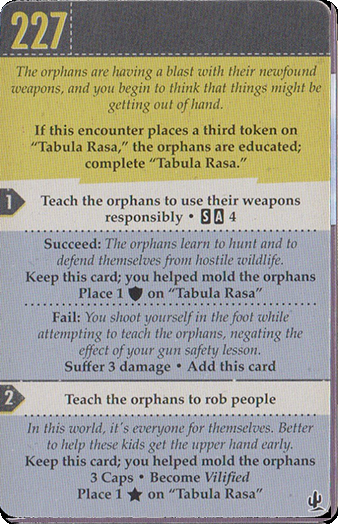 227
The orphans are having a blast with their newfound
weapons, and you begin to think that things might be
getting out of hand.
If this encounter places a third token on
“Tabula Rasa,” the orphans are educated;
complete “Tabula Rasa.”
1
Teach the orphans to use their weapons
responsibly • S A 4
Succeed: The orphans learn to hunt and to
defend themselves from hostile wildlife.
Keep this card; you helped mold the orphans
Place 1 on “Tabula Rasa”
Fail: You shoot yourself in the foot while
attempting to teach the orphans, negating the
effect of your gun safety lesson.
Suffer 3 damage • Add this card
2
Teach the orphans to rob people
In this world, it's everyone for themselves. Better
to help these kids get the upper hand early.
Keep this card; you helped mold the orphans
3 Caps • Become Vilified
Place 1 ★ on “Tabula Rasa”